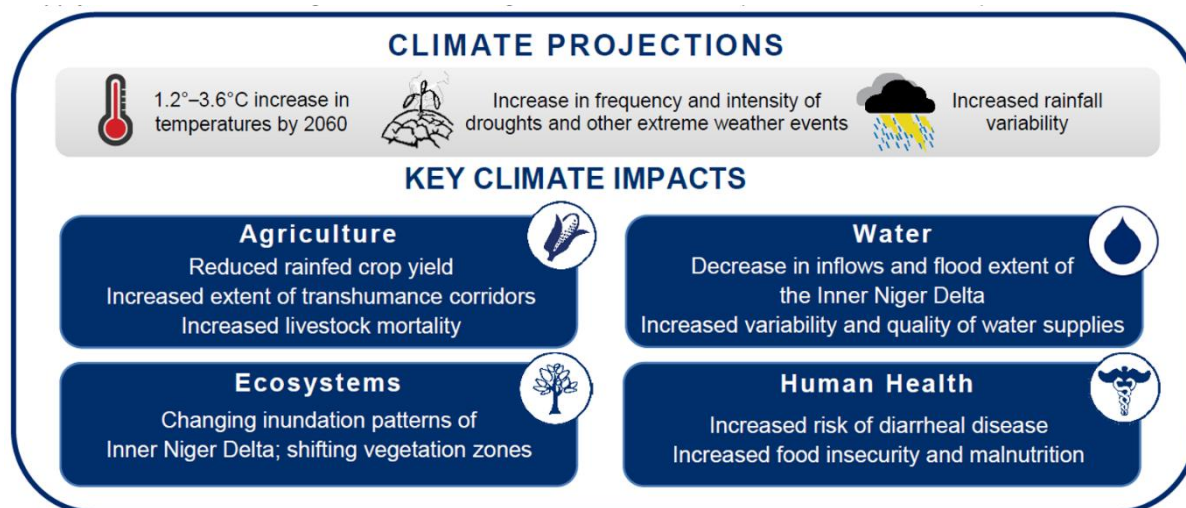 CLIMATE PROJECTIONS
1.2°–3.6°C increase in
temperatures by 2060
Increase in frequency and intensity of
droughts and other extreme weather events
Increased rainfall
variability
KEY CLIMATE IMPACTS
Agriculture
Reduced rainfed crop yield
Increased extent of transhumance corridors
Increased livestock mortality
Water
Decrease in inflows and flood extent of
the Inner Niger Delta
Increased variability and quality of water supplies
Ecosystems
Changing inundation patterns of
Inner Niger Delta; shifting vegetation zones
Human Health
Increased risk of diarrheal disease
Increased food insecurity and malnutrition